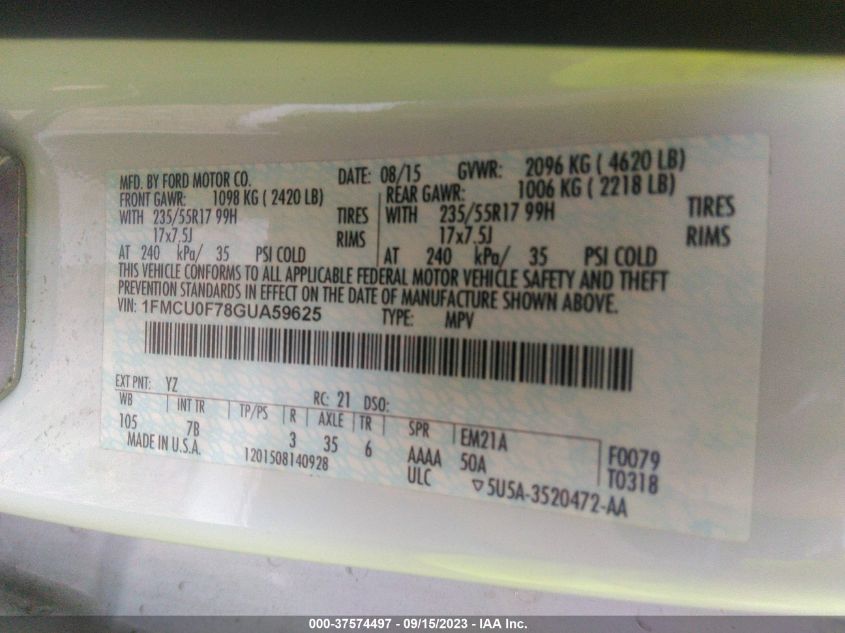 MFD. BY FORD MOTOR CO. DATE: 08/15 GVWR: 2096 KG ( 4620 LB)
FRONT GAWR: 1098 KG ( 2420 LB) REAR GAWR: 1006 KG ( 2218 LB)
WITH 235/55R17 99H TIRES WITH 235/55R17 99H TIRES
17x7.5J RIMS 17x7.5J RIMS
AT 240 kPa/ 35 PSI COLD AT 240 kPa/ 35 PSI COLD
THIS VEHICLE CONFORMS TO ALL APPLICABLE FEDERAL MOTOR VEHICLE SAFETY AND THEFT
PREVENTION STANDARDS IN EFFECT ON THE DATE OF MANUFACTURE SHOWN ABOVE.
VIN: 1FMCU0F78GUA59625 TYPE: MPV
EXT PNT: YZ RC: 21 DSO:
WB INT TR TP/PS R AXLE TR SPR EM21A
105 7B 3 35 6 AAAA 50A F0079
MADE IN U.S.A. 1201508140928 ULC ▽5U5A-3520472-AA T0318
000-37574497 - 09/15/2023 - IAA Inc.